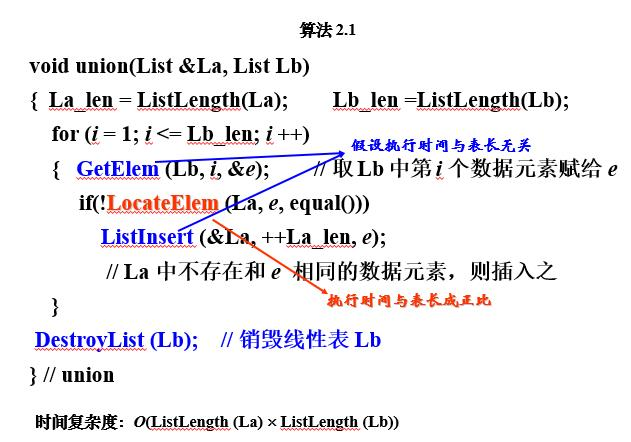 算法 2.1
void union(List &La, List Lb)
{ La_len = ListLength(La); Lb_len =ListLength(Lb);
for (i = 1; i <= Lb_len; i ++)
假设执行时间与表长无关
{ GetElem (Lb, i, &e); // 取 Lb 中第 i 个数据元素赋给 e
if(!LocateElem (La, e, equal()))
ListInsert (&La, ++La_len, e);
// La 中不存在和 e 相同的数据元素，则插入之
执行时间与表长成正比
}
DestroyList (Lb); // 销毁线性表 Lb
} // union
时间复杂度：O(ListLength (La) × ListLength (Lb))